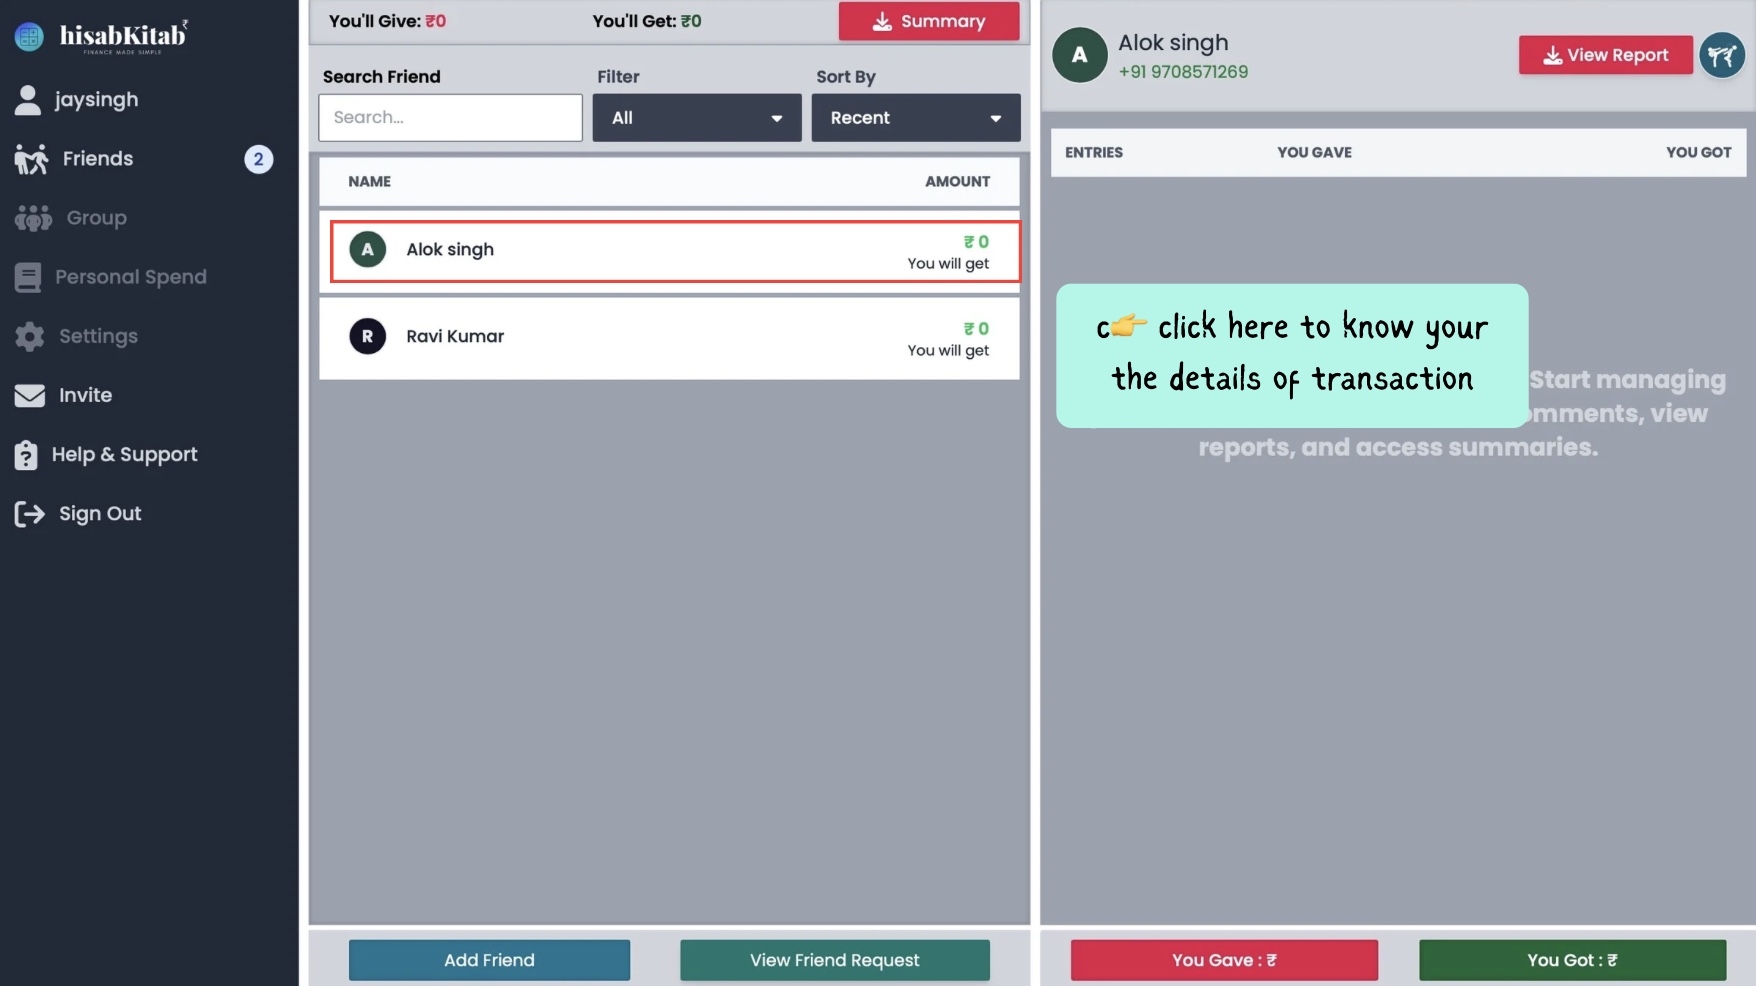 hisabKitab₹
FINANCE MADE SIMPLE
jaysingh
Friends 2
Group
Personal Spend
Settings
Invite
Help & Support
Sign Out
You'll Give: ₹0 You'll Get: ₹0 Summary
Search Friend Filter Sort By
Search... All Recent
NAME AMOUNT
A Alok singh ₹ 0
You will get
R Ravi Kumar ₹ 0
You will get
Add Friend View Friend Request
A Alok singh View Report
+91 9708571269
ENTRIES YOU GAVE YOU GOT
c👉 click here to know your
the details of transaction
Start managing
view
reports, and access summaries.
You Gave : ₹ You Got : ₹